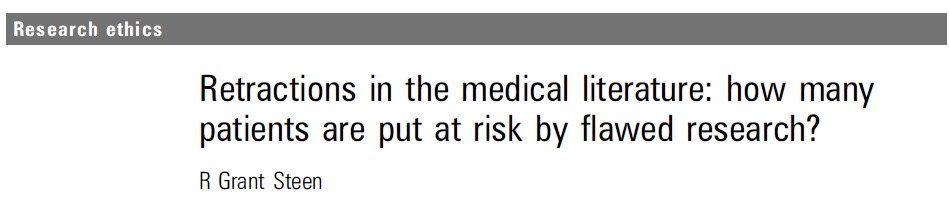 Research ethics
Retractions in the medical literature: how many
patients are put at risk by flawed research?
R Grant Steen